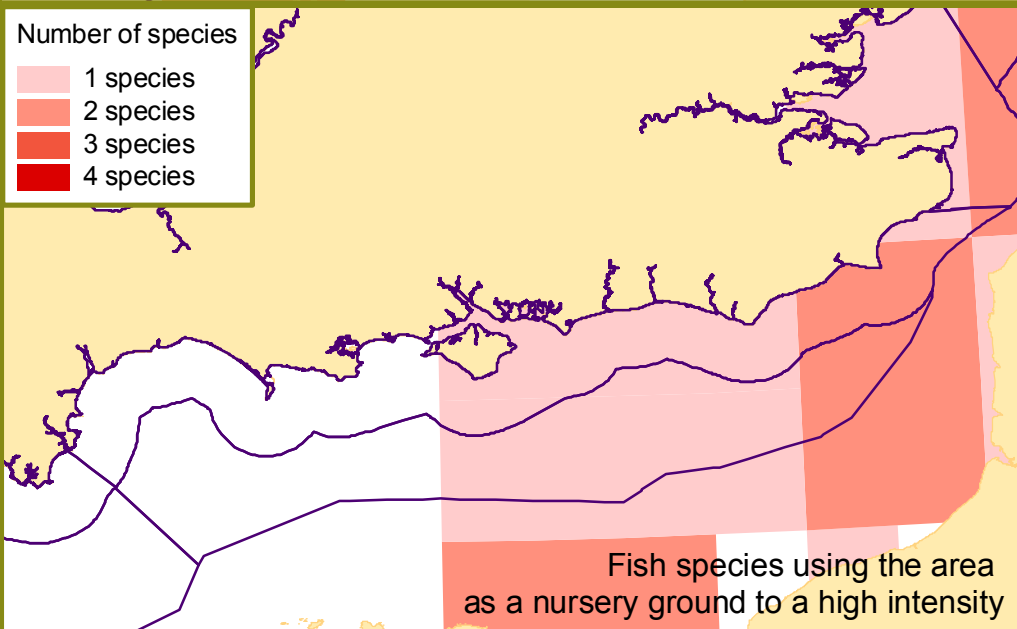 Number of species
1 species
2 species
3 species
4 species
Fish species using the area
as a nursery ground to a high intensity